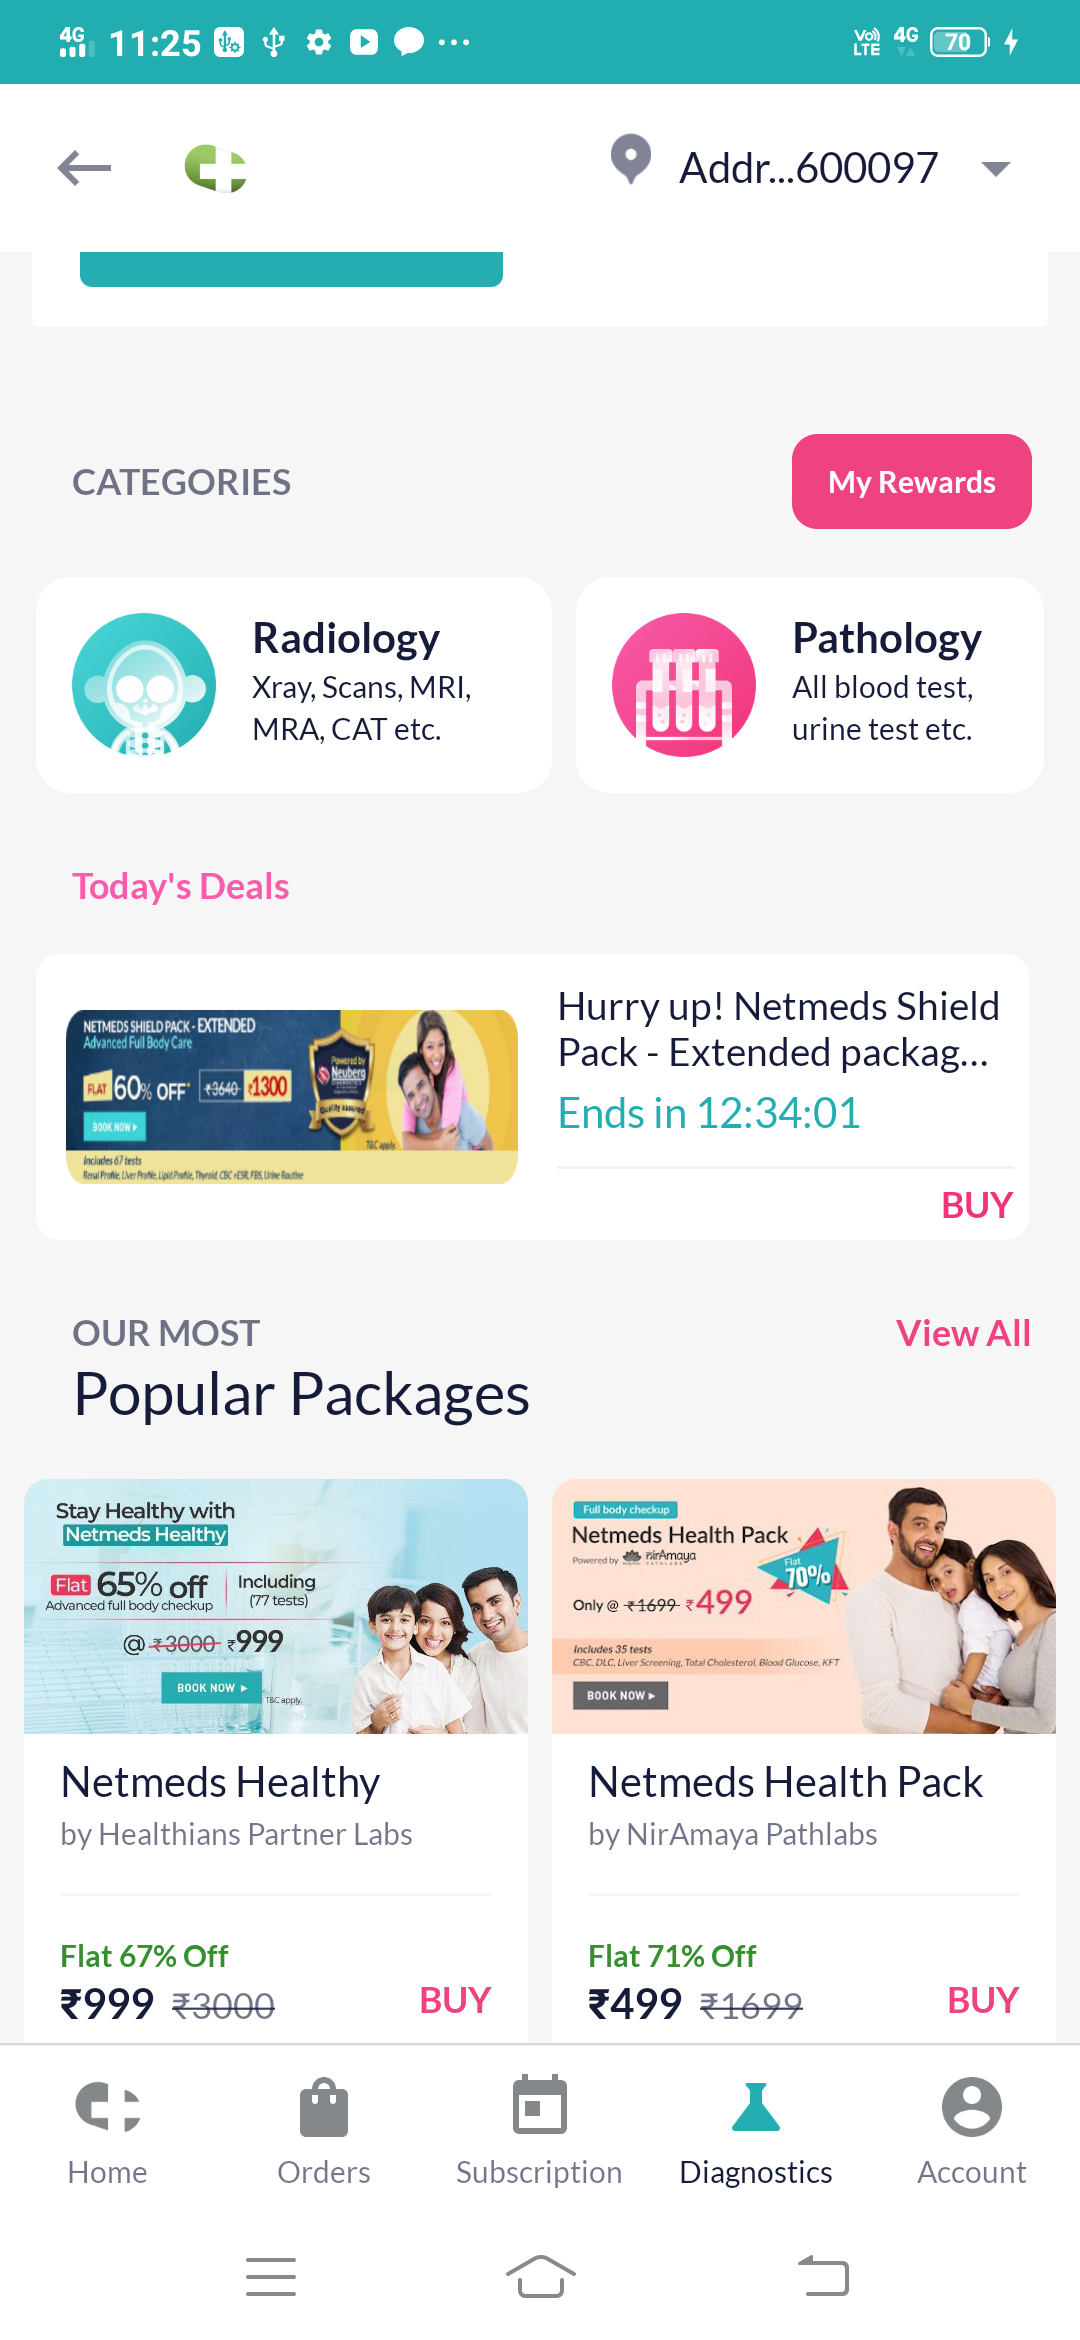 4G 11:25 Vo)) LTE 4G 70
Addr...600097
CATEGORIES
My Rewards
Radiology
Xray, Scans, MRI,
MRA, CAT etc.
Pathology
All blood test,
urine test etc.
Today's Deals
NETMEDS SHIELD PACK - EXTENDED
Advanced Full Body Care
FLAT 60% OFF* ₹3640 ₹1300
BOOK NOW
Powered by
Neuberg
DIAGNOSTICS
Quality assured
T&C apply.
Includes 67 tests
Renal Profile, Liver Profile, Lipid Profile, Thyroid, CBC +ESR, FBS, Urine Routine
Hurry up! Netmeds Shield
Pack - Extended packag...
Ends in 12:34:01
BUY
OUR MOST
Popular Packages
View All
Stay Healthy with
Netmeds Healthy
Flat 65% off
Advanced full body checkup
Including
(77 tests)
@ ₹3000 ₹999
BOOK NOW
T&C apply.
Full body checkup
Netmeds Health Pack
Powered by nirAmaya
PATHLABS
Flat
70%
Only @ ₹1699 ₹499
Includes 35 tests
CBC, DLC, Liver Screening, Total Cholesterol, Blood Glucose, KFT
BOOK NOW
Netmeds Healthy
by Healthians Partner Labs
Flat 67% Off
₹999 ₹3000
BUY
Netmeds Health Pack
by NirAmaya Pathlabs
Flat 71% Off
₹499 ₹1699
BUY
Home
Orders
Subscription
Diagnostics
Account